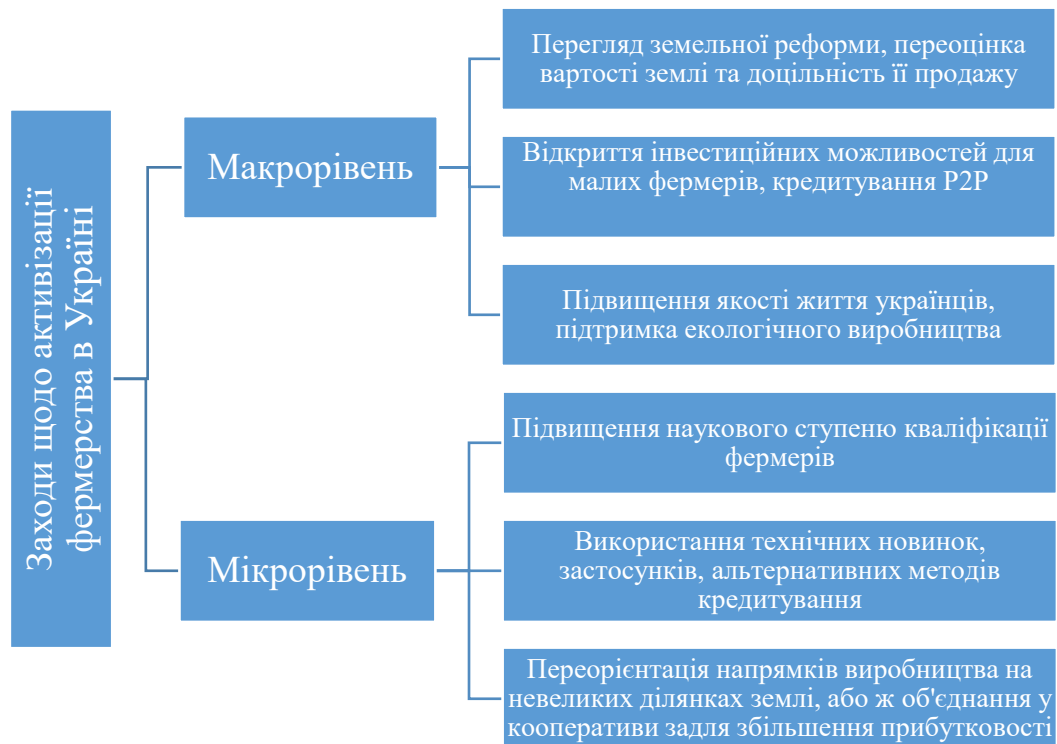 Заходи щодо активізації
фермерства в Україні
Макрорівень
Перегляд земельної реформи, переоцінка
вартості землі та доцільність її продажу
Відкриття інвестиційних можливостей для
малих фермерів, кредитування P2P
Підвищення якості життя українців,
підтримка екологічного виробництва
Мікрорівень
Підвищення наукового ступеню кваліфікації
фермерів
Використання технічних новинок,
застосунків, альтернативних методів
кредитування
Переорієнтація напрямків виробництва на
невеликих ділянках землі, або ж об'єднання у
кооперативи задля збільшення прибутковості